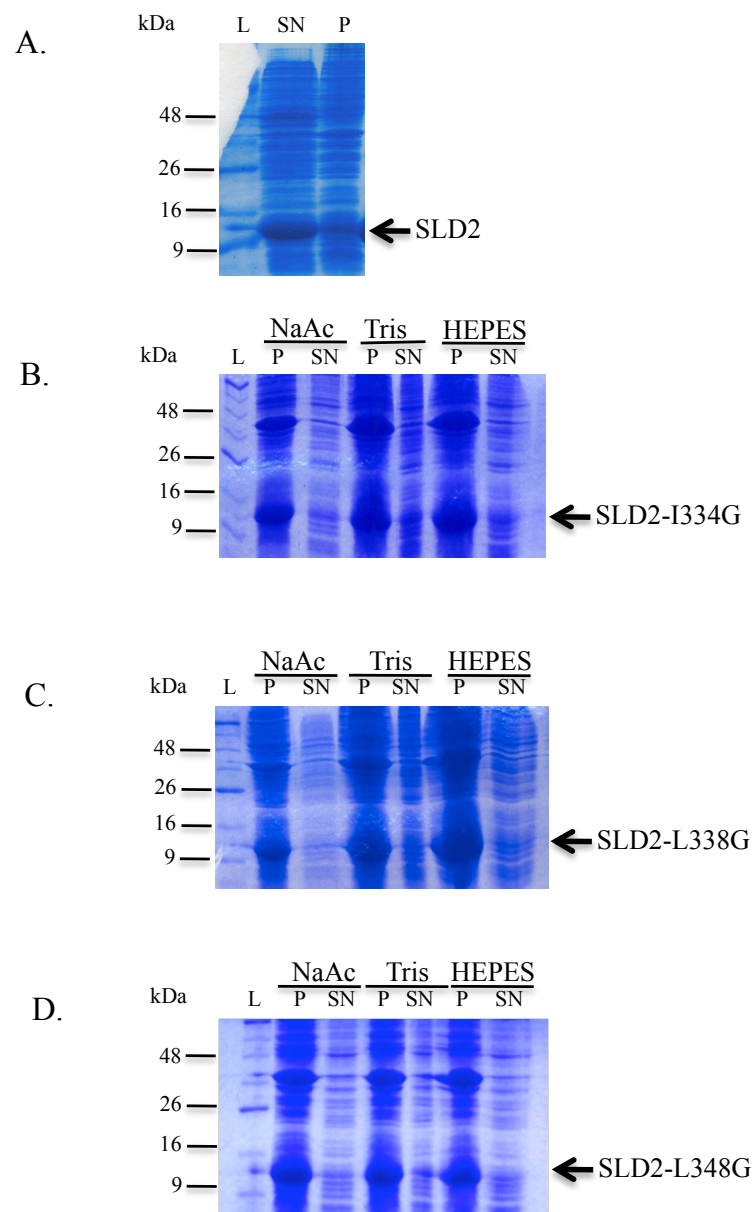 A.
kDa L SN P
48
26
16
SLD2
9
B.
NaAc Tris HEPES
kDa L P SN P SN P SN
48
26
16
SLD2-I334G
9
C.
NaAc Tris HEPES
kDa L P SN P SN P SN
48
26
16
SLD2-L338G
9
D.
NaAc Tris HEPES
kDa L P SN P SN P SN
48
26
16
SLD2-L348G
9